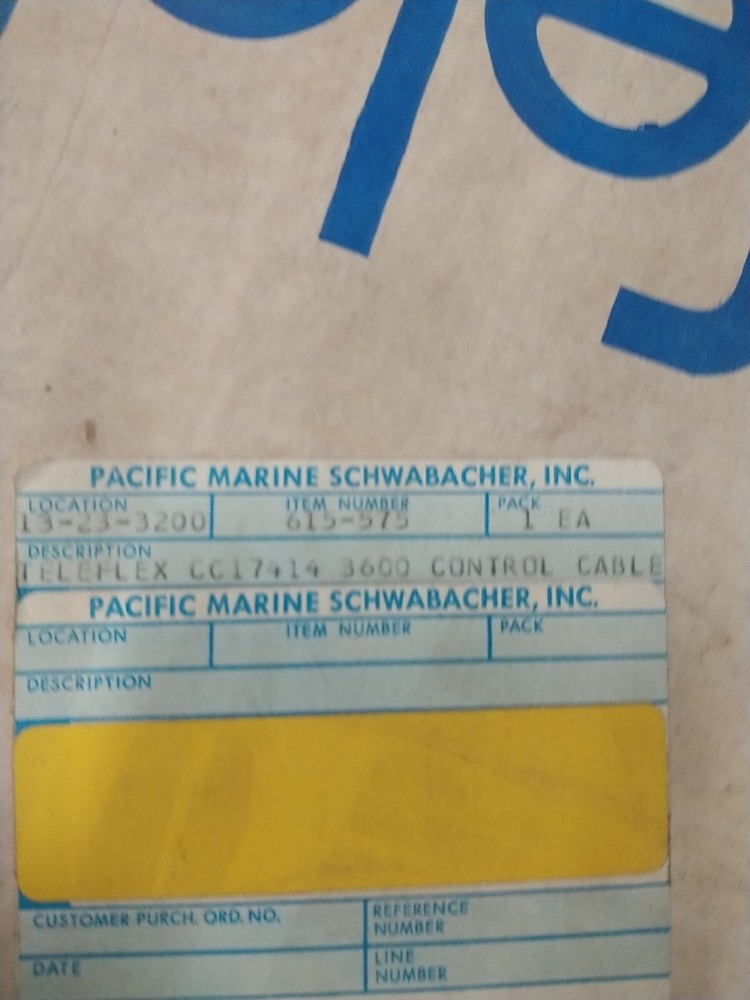 PACIFIC MARINE SCHWABACHER, INC.
LOCATION ITEM NUMBER PACK
13-23-3200 615-575 1 EA
DESCRIPTION
TELEFLEX CC17414 3600 CONTROL CABLE
PACIFIC MARINE SCHWABACHER, INC.
LOCATION ITEM NUMBER PACK
DESCRIPTION
CUSTOMER PURCH. ORD. NO. REFERENCE NUMBER
DATE LINE NUMBER